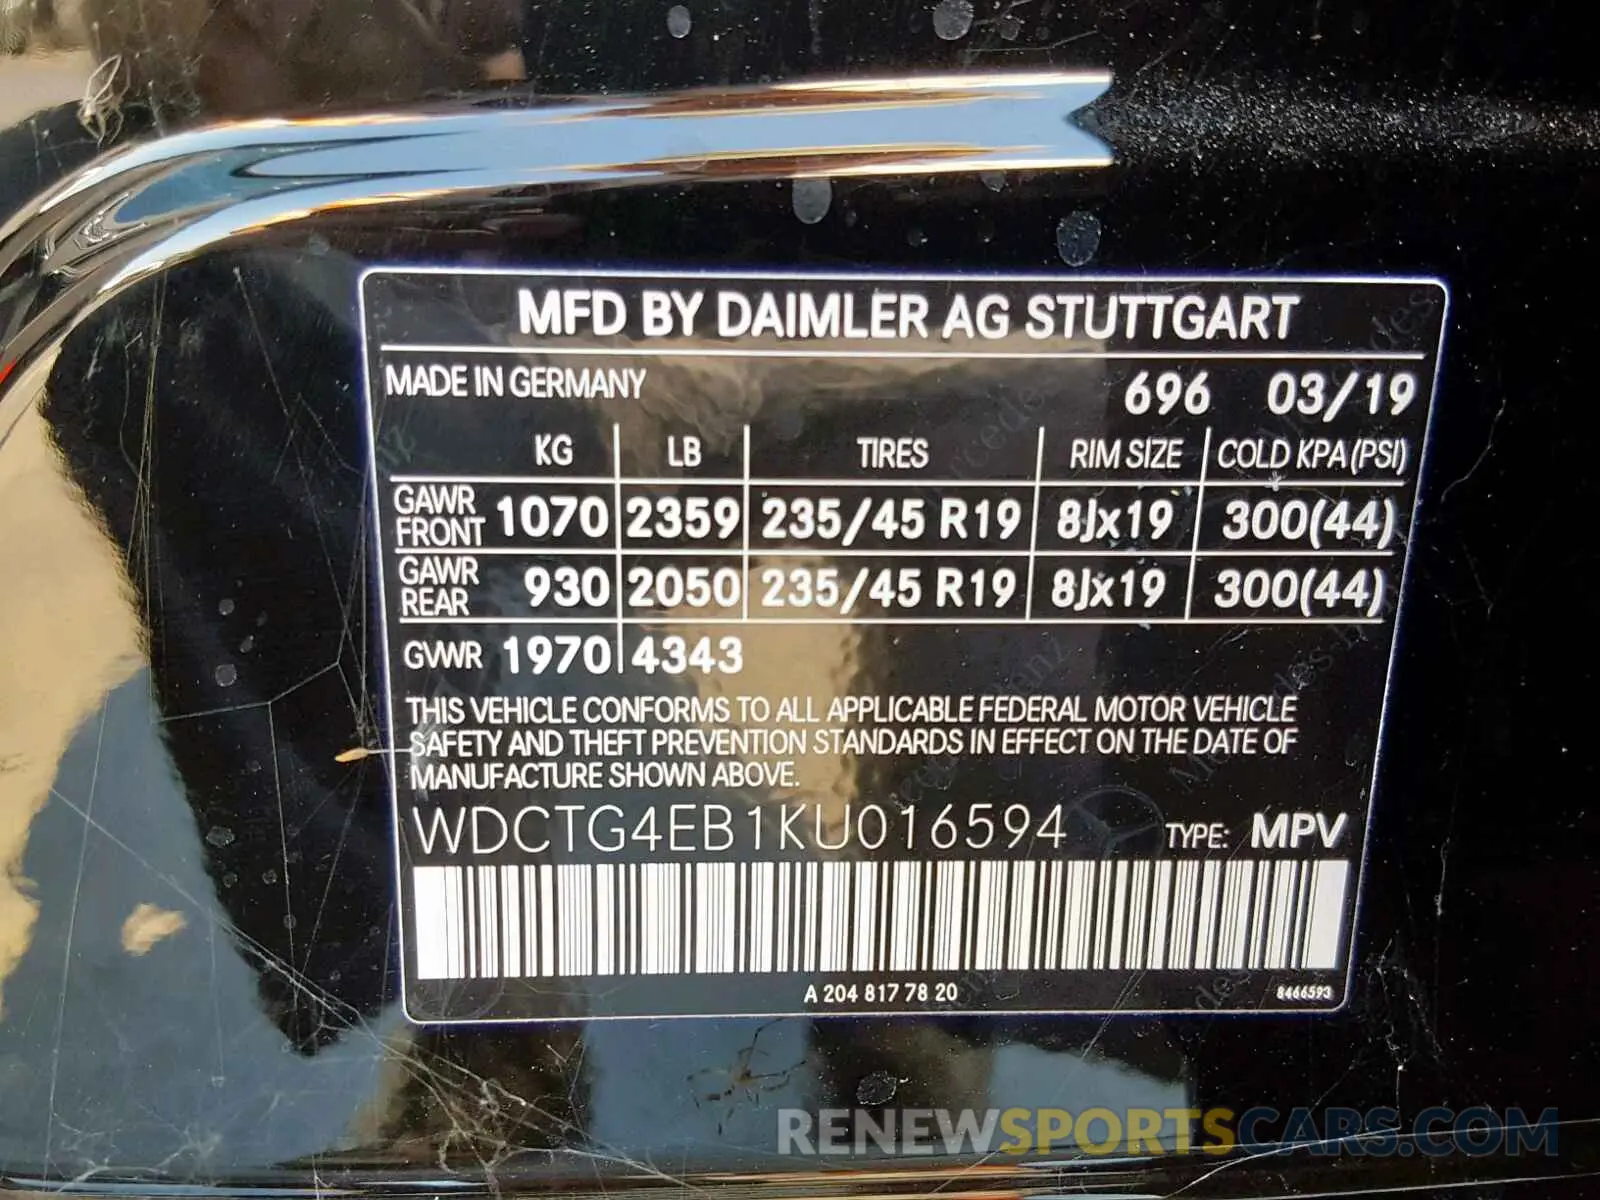 MFD BY DAIMLER AG STUTTGART
MADE IN GERMANY 696 03/19
KG LB TIRES RIM SIZE COLD KPA (PSI)
GAWR FRONT 1070 2359 235/45 R19 8Jx19 300(44)
GAWR REAR 930 2050 235/45 R19 8Jx19 300(44)
GVWR 1970 4343
THIS VEHICLE CONFORMS TO ALL APPLICABLE FEDERAL MOTOR VEHICLE
SAFETY AND THEFT PREVENTION STANDARDS IN EFFECT ON THE DATE OF
MANUFACTURE SHOWN ABOVE.
WDCTG4EB1KU016594 TYPE: MPV
A 204 817 78 20 8466593
RENEWSPORTSCARS.COM